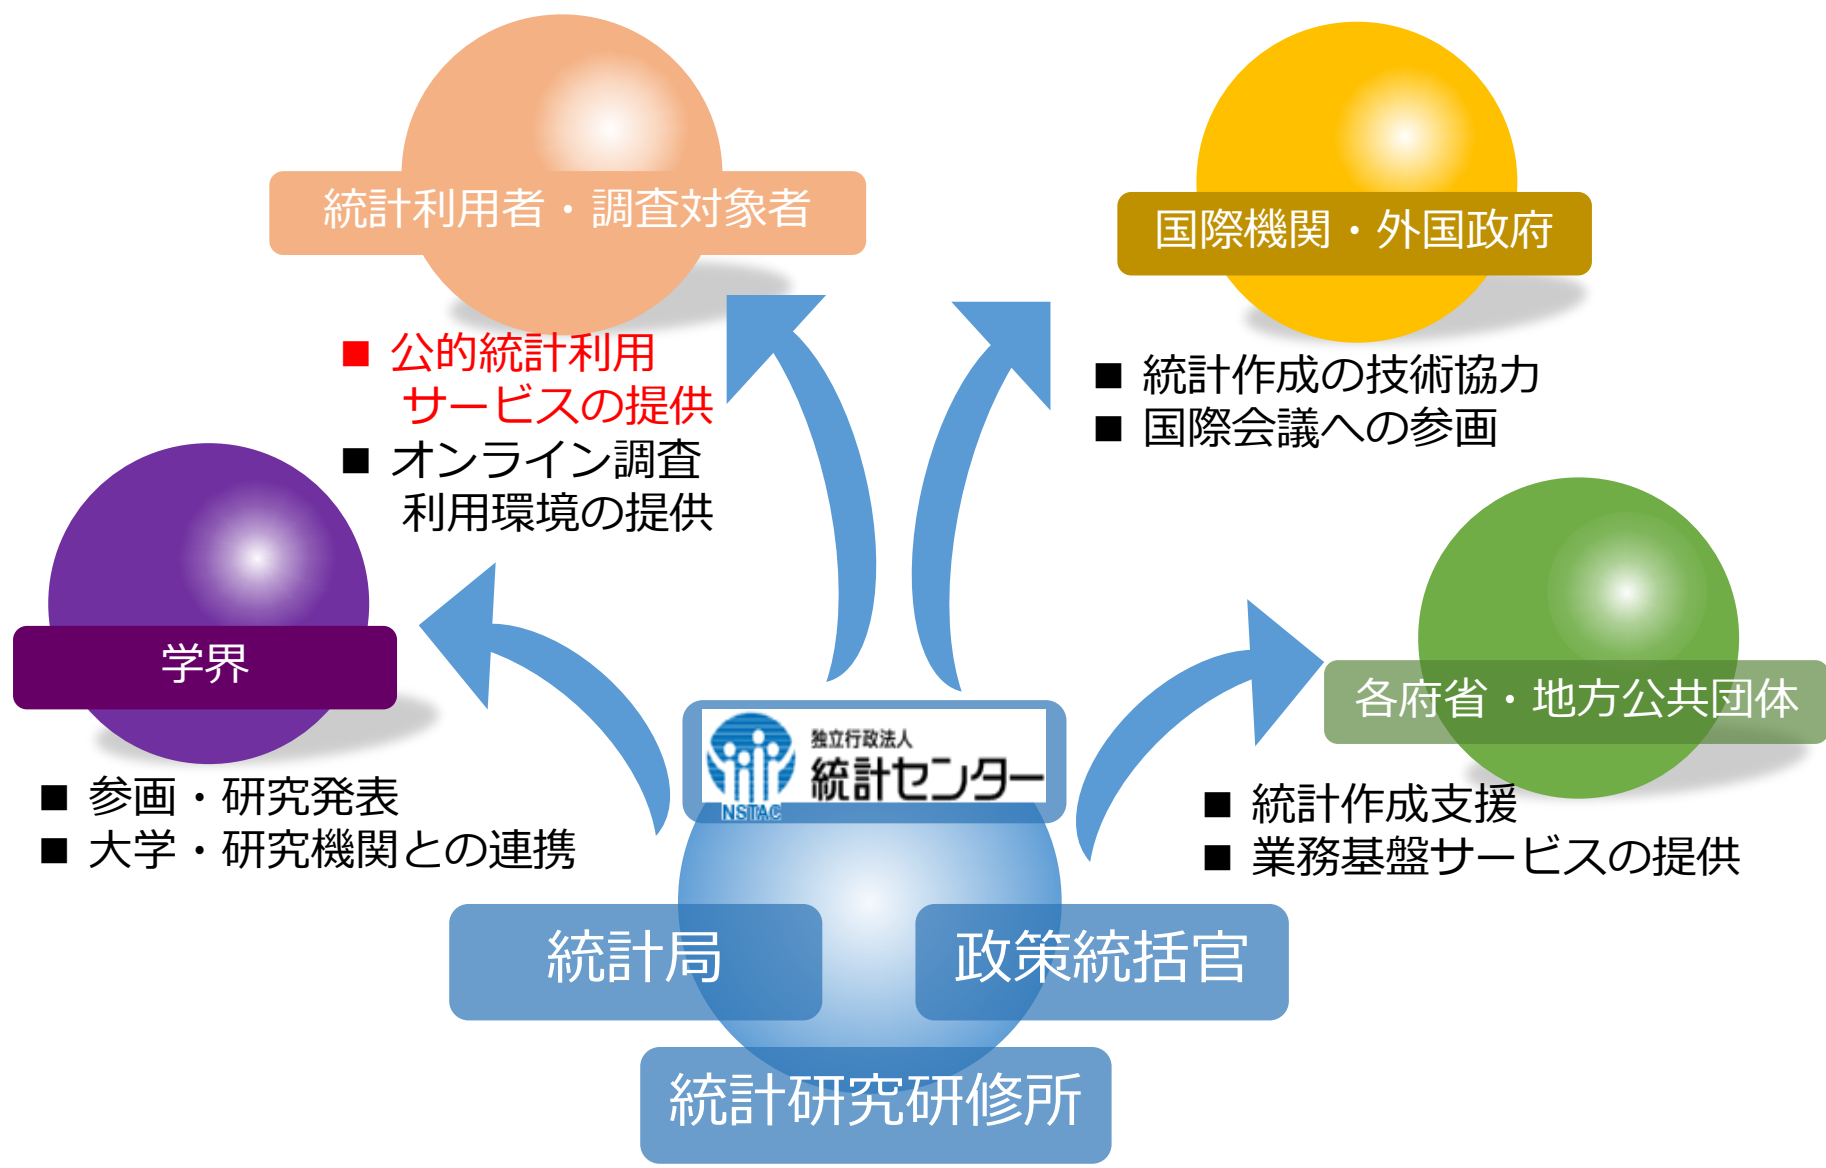 統計利用者・調査対象者
■ 公的統計利用
サービスの提供
■ オンライン調査
利用環境の提供
国際機関・外国政府
■ 統計作成の技術協力
■ 国際会議への参画
学界
■ 参画・研究発表
■ 大学・研究機関との連携
各府省・地方公共団体
■ 統計作成支援
■ 業務基盤サービスの提供
独立行政法人
統計センター
NSTAC
統計局
政策統括官
統計研究研修所